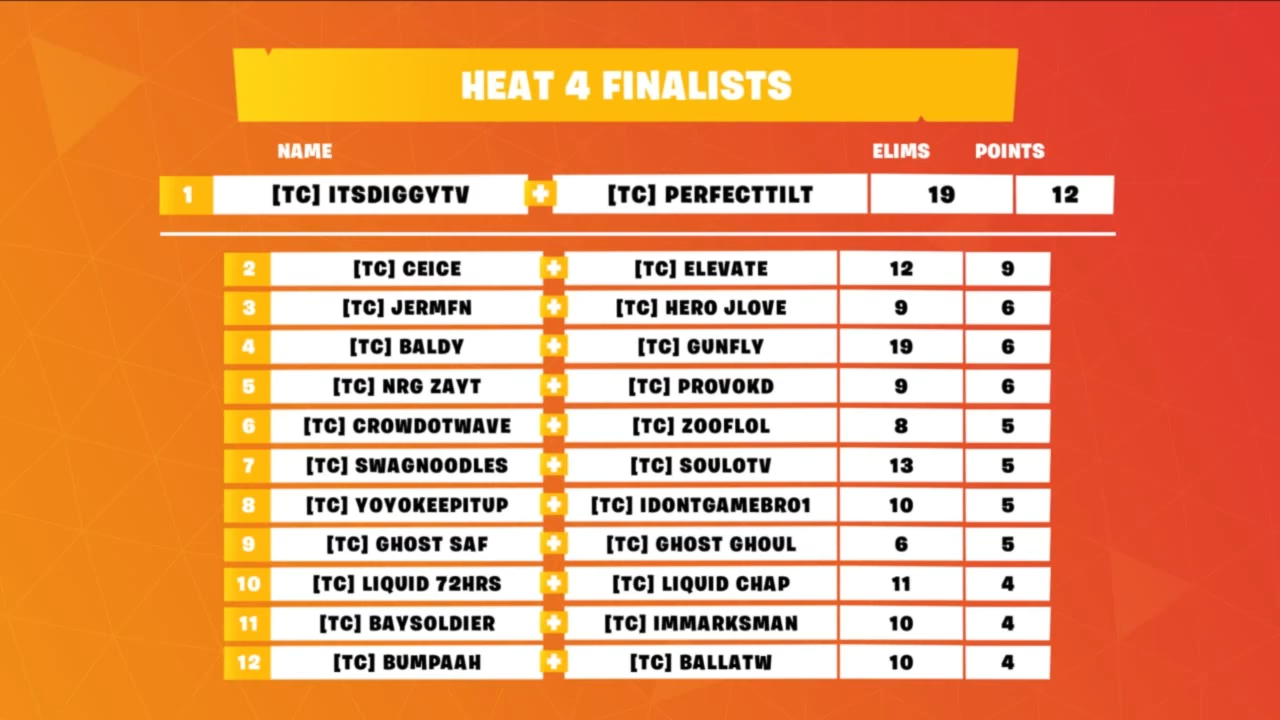 HEAT 4 FINALISTS
NAME ELIMS POINTS
1 [TC] ITSDIGGYTV + [TC] PERFECTTILT 19 12
2 [TC] CEICE + [TC] ELEVATE 12 9
3 [TC] JERMFN + [TC] HERO JLOVE 9 6
4 [TC] BALDY + [TC] GUNFLY 19 6
5 [TC] NRG ZAYT + [TC] PROVOKD 9 6
6 [TC] CROWDOTWAVE + [TC] ZOOFLOL 8 5
7 [TC] SWAGNOODLES + [TC] SOULOTV 13 5
8 [TC] YOYOKEEPITUP + [TC] IDONTGAMEBRO1 10 5
9 [TC] GHOST SAF + [TC] GHOST GHOUL 6 5
10 [TC] LIQUID 72HRS + [TC] LIQUID CHAP 11 4
11 [TC] BAYSOLDIER + [TC] IMMARKSMAN 10 4
12 [TC] BUMPAAH + [TC] BALLATW 10 4